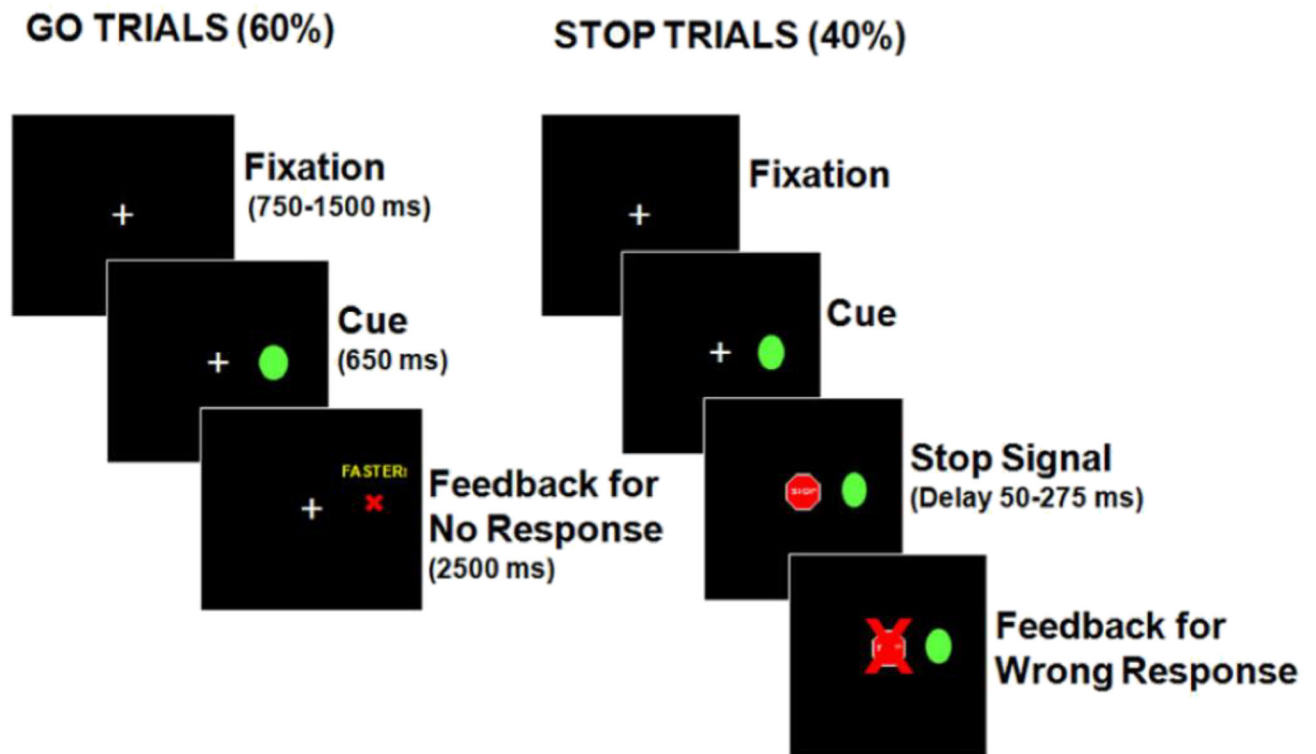 GO TRIALS (60%)
Fixation
(750-1500 ms)
Cue
(650 ms)
FASTER!
Feedback for
No Response
(2500 ms)
STOP TRIALS (40%)
Fixation
Cue
STOP
Stop Signal
(Delay 50-275 ms)
Feedback for
Wrong Response